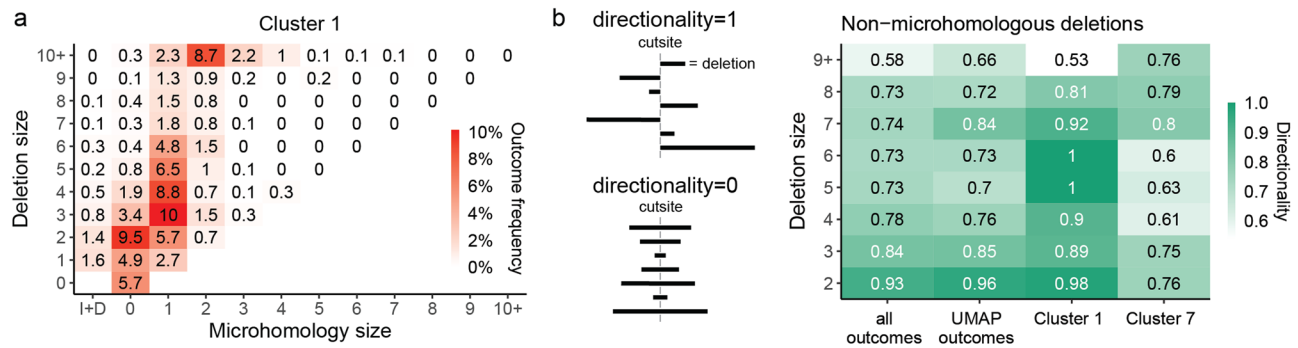 a
Cluster 1
Deletion size
10+ 0 0.3 2.3 8.7 2.2 1 0.1 0.1 0.1 0 0 0
9 0 0.1 1.3 0.9 0.2 0 0.2 0 0 0 0
8 0.1 0.4 1.5 0.8 0 0 0 0 0 0
7 0.1 0.3 1.8 0.8 0.1 0 0 0 0
6 0.3 0.4 4.8 1.5 0 0 0 0
5 0.2 0.8 6.5 1 0.1 0 0
4 0.5 1.9 8.8 0.7 0.1 0.3
3 0.8 3.4 10 1.5 0.3
2 1.4 9.5 5.7 0.7
1 1.6 4.9 2.7
0 5.7
I+D 0 1 2 3 4 5 6 7 8 9 10+
Microhomology size
10%
8%
6%
4%
2%
0%
Outcome frequency
b
directionality=1
cutsite
= deletion
directionality=0
cutsite
Non-microhomologous deletions
Deletion size
9+ 0.58 0.66 0.53 0.76
8 0.73 0.72 0.81 0.79
7 0.74 0.84 0.92 0.8
6 0.73 0.73 1 0.6
5 0.73 0.7 1 0.63
4 0.78 0.76 0.9 0.61
3 0.84 0.85 0.89 0.75
2 0.93 0.96 0.98 0.76
all outcomes UMAP outcomes Cluster 1 Cluster 7
1.0
0.9
0.8
0.7
0.6
Directionality